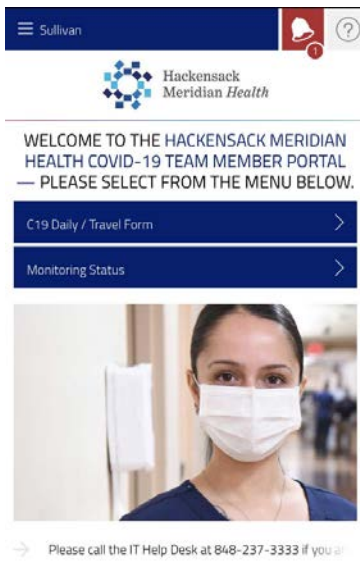 Sullivan
?
1
Hackensack
Meridian Health
WELCOME TO THE HACKENSACK MERIDIAN
HEALTH COVID-19 TEAM MEMBER PORTAL
— PLEASE SELECT FROM THE MENU BELOW.
C19 Daily / Travel Form
Monitoring Status
Please call the IT Help Desk at 848-237-3333 if you